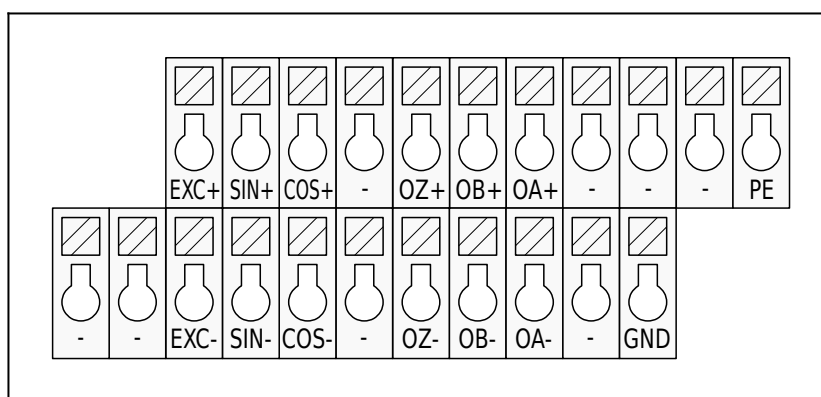 EXC+ SIN+ COS+ - OZ+ OB+ OA+ - - - PE
- - EXC- SIN- COS- - OZ- OB- OA- - GND